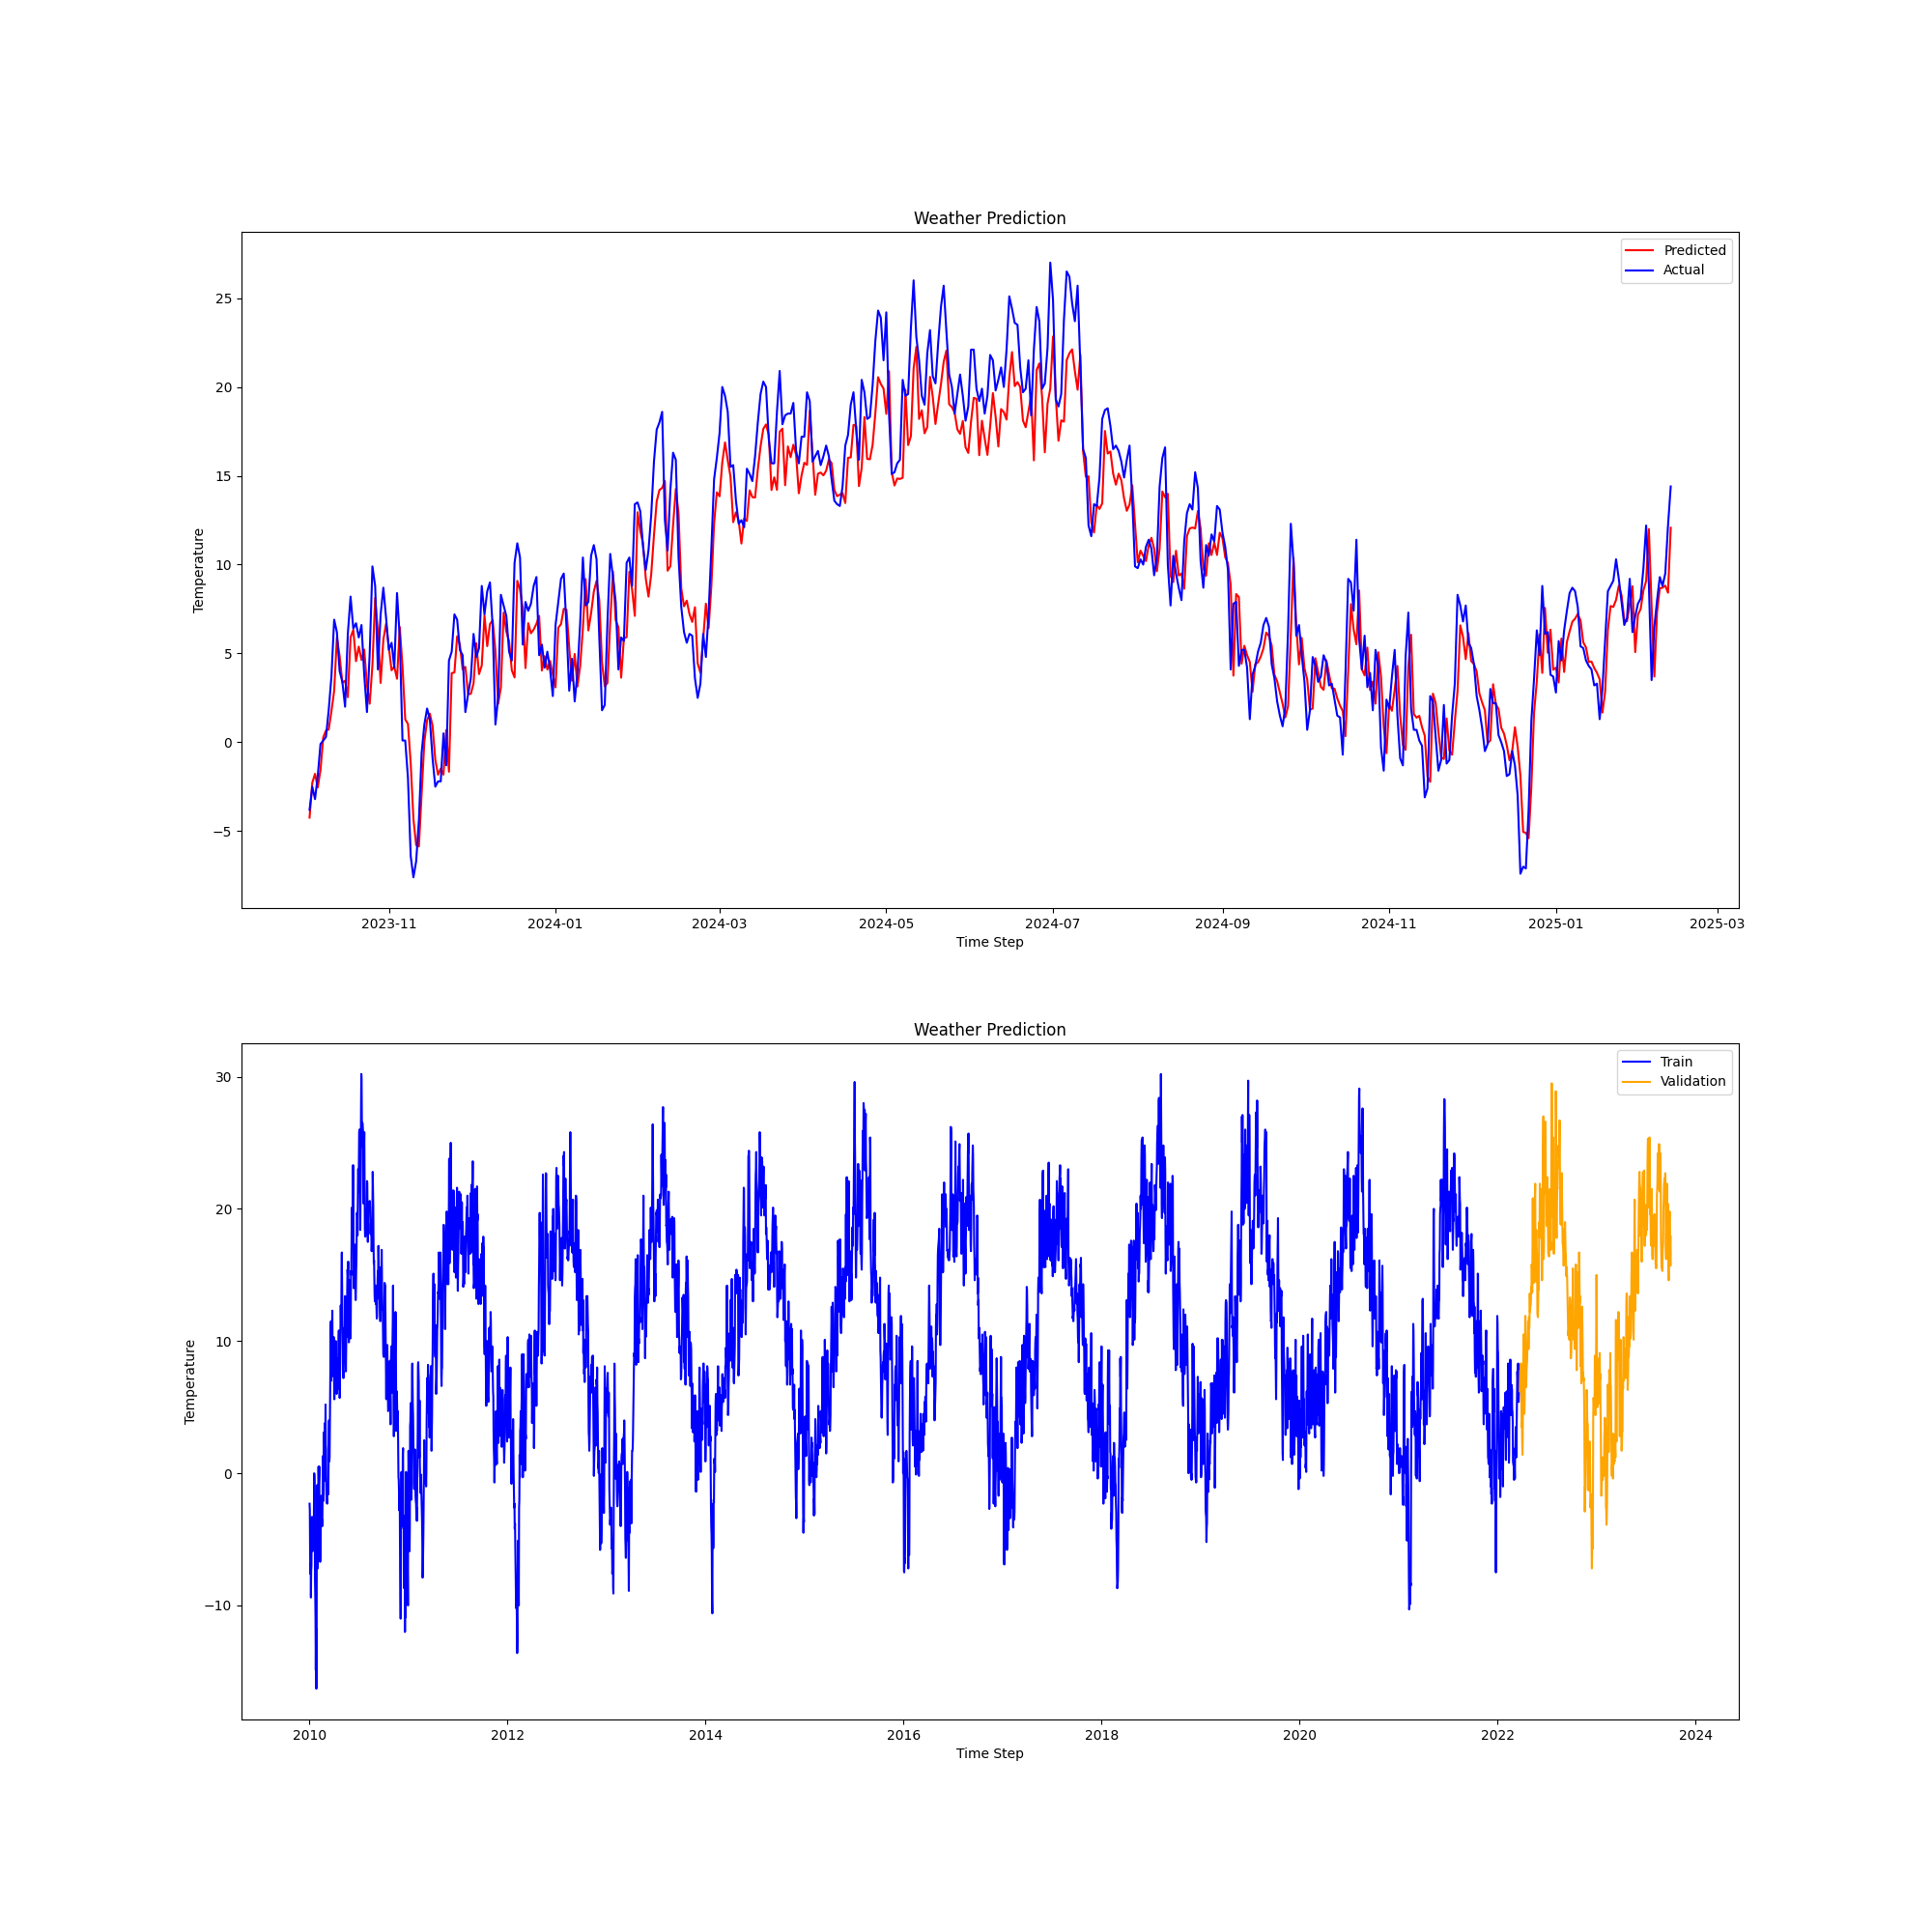 Weather Prediction
Predicted
Actual
25
20
15
10
5
0
−5
Temperature
2023-11 2024-01 2024-03 2024-05 2024-07 2024-09 2024-11 2025-01 2025-03
Time Step
Weather Prediction
Train
Validation
30
20
10
0
−10
Temperature
2010 2012 2014 2016 2018 2020 2022 2024
Time Step